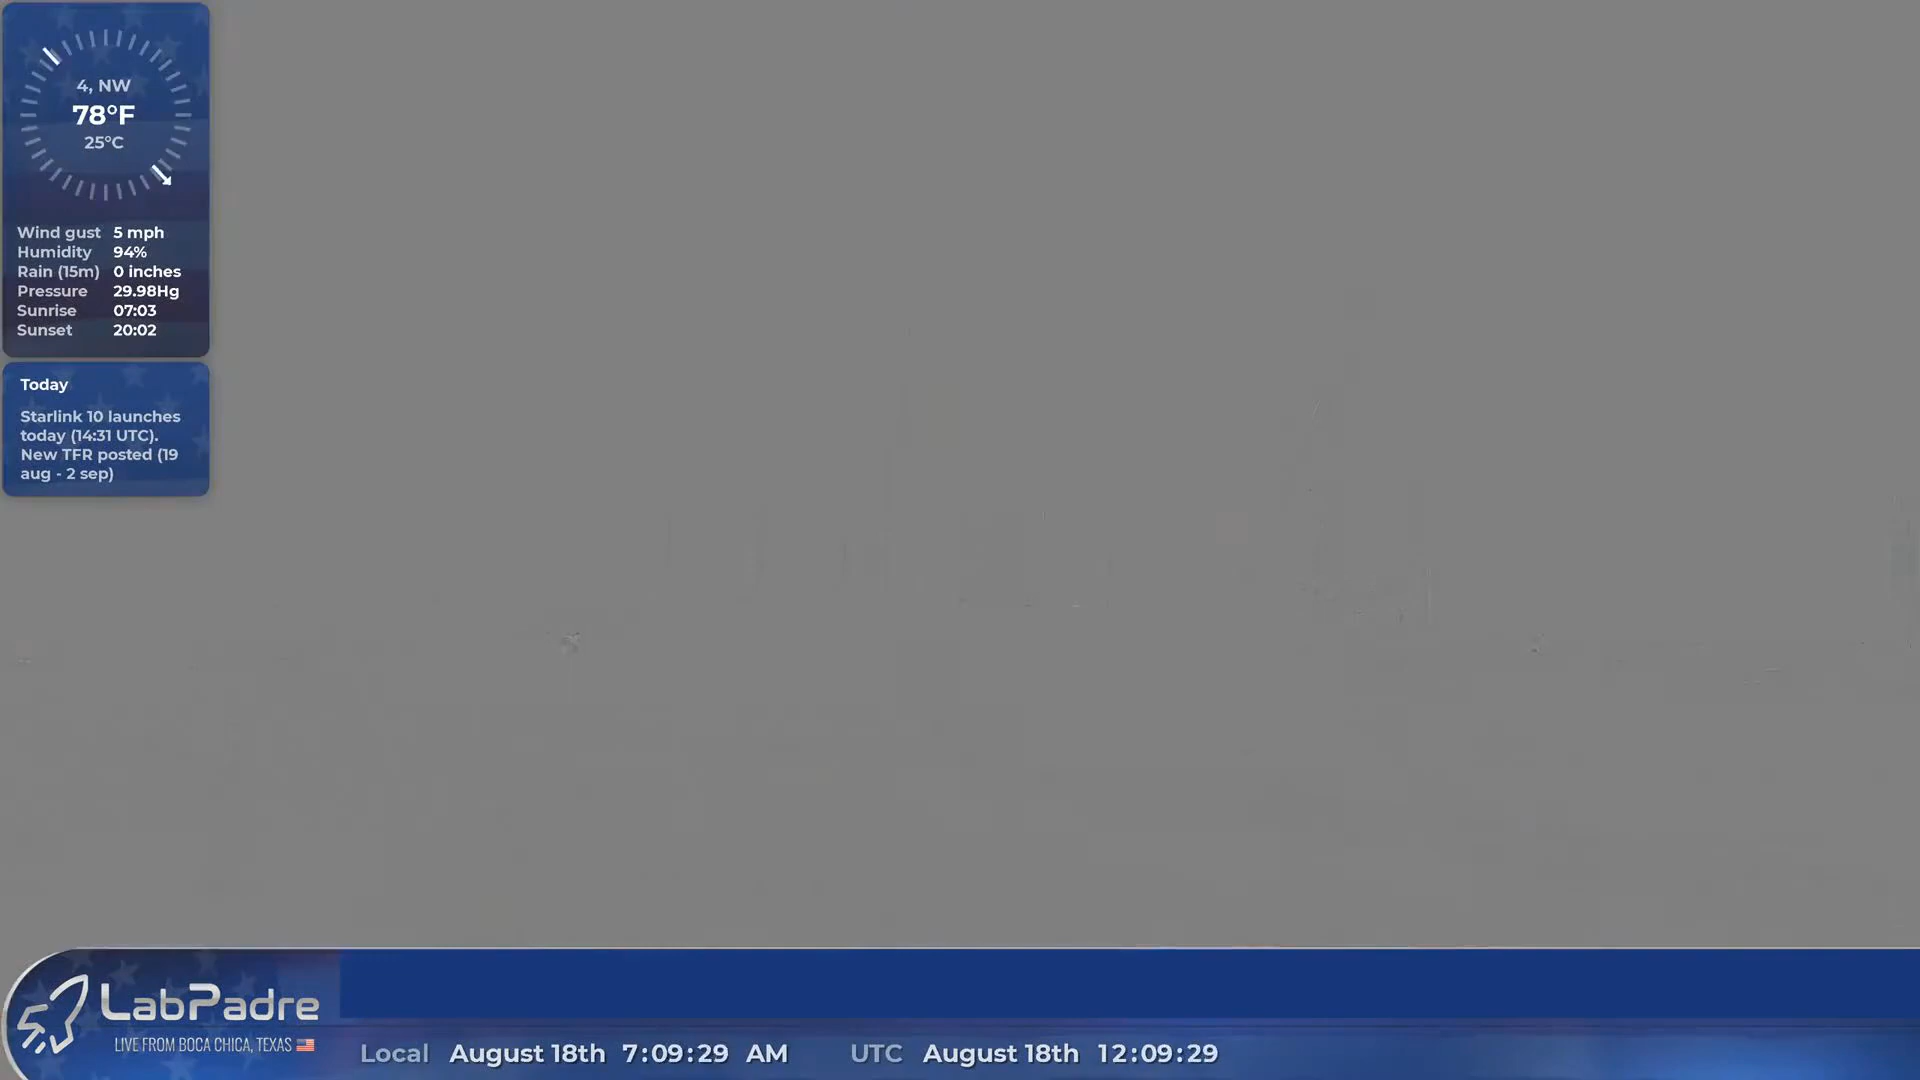 4, NW
78°F
25°C
Wind gust 5 mph
Humidity 94%
Rain (15m) 0 inches
Pressure 29.98Hg
Sunrise 07:03
Sunset 20:02
Today
Starlink 10 launches
today (14:31 UTC).
New TFR posted (19
aug - 2 sep)
LabPadre
LIVE FROM BOCA CHICA, TEXAS
Local August 18th 7:09:29 AM UTC August 18th 12:09:29